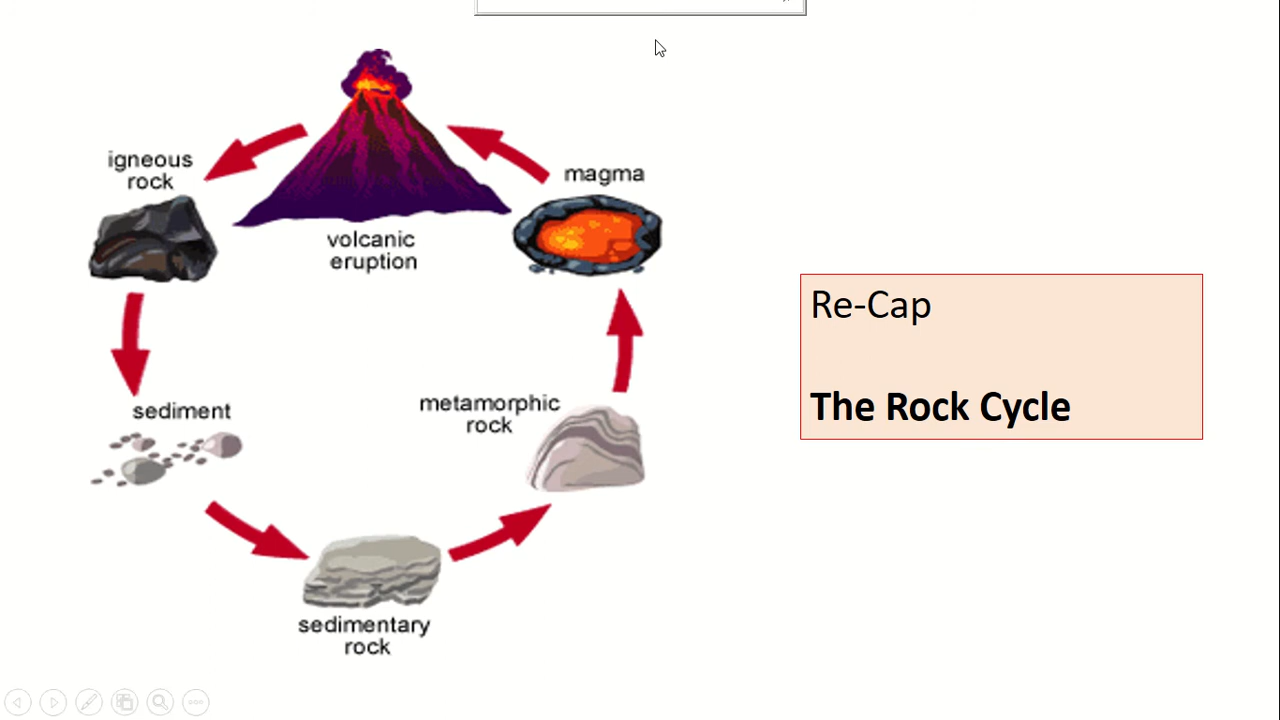 igneous
rock
volcanic
eruption
magma
sediment
metamorphic
rock
sedimentary
rock
Re-Cap
The Rock Cycle